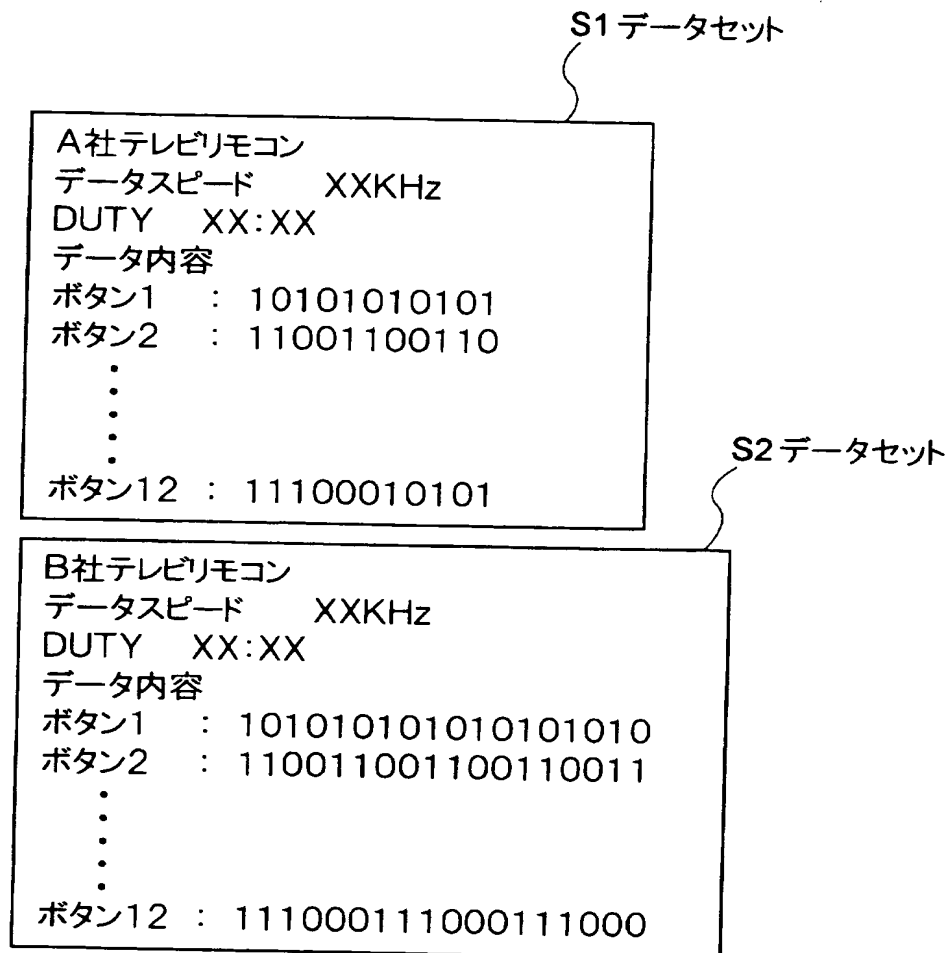 S1データセット
A社テレビリモコン
データスピード XXKHz
DUTY XX:XX
データ内容
ボタン1 : 10101010101
ボタン2 : 11001100110
ボタン12 : 11100010101
S2データセット
B社テレビリモコン
データスピード XXKHz
DUTY XX:XX
データ内容
ボタン1 : 101010101010101010
ボタン2 : 110011001100110011
ボタン12 : 111000111000111000